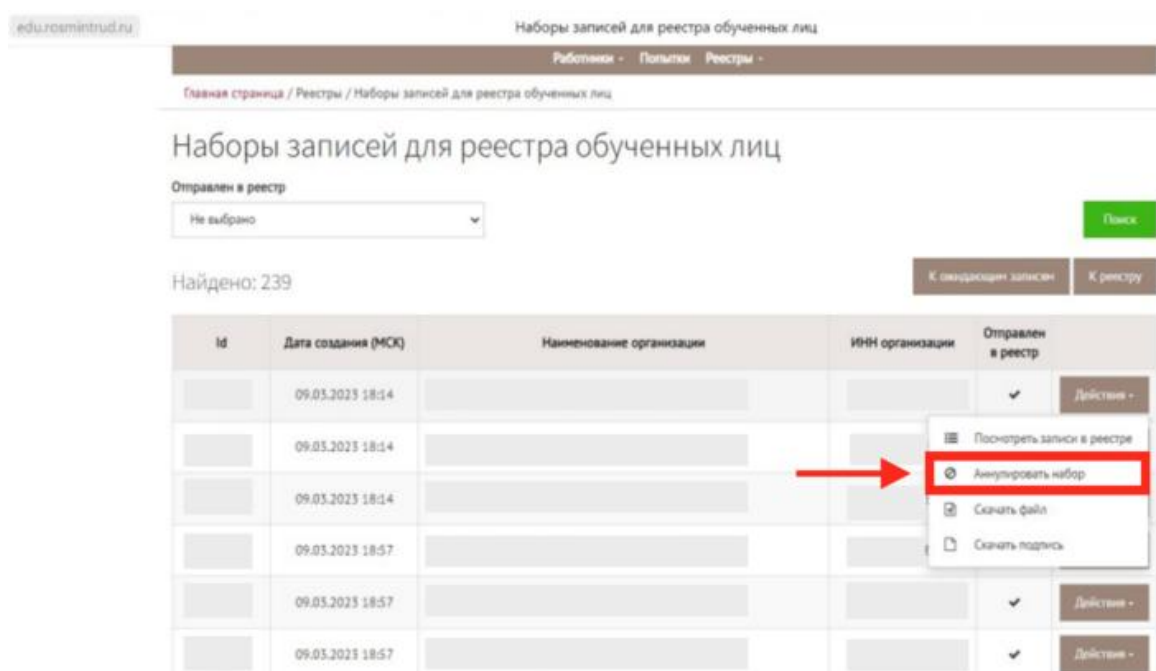 edu.rosmintrud.ru
Наборы записей для реестра обученных лиц
Работники Попытки Реестры
Главная страница / Реестры / Наборы записей для реестра обученных лиц
Наборы записей для реестра обученных лиц
Отправлен в реестр
Не выбрано
Поиск
Найдено: 239
К ожидающим записям К реестру
Id Дата создания (МСК) Наименование организации ИНН организации Отправлен в реестр
09.03.2023 18:14 Действия
09.03.2023 18:14
Посмотреть записи в реестре
Аннулировать набор
09.03.2023 18:14
Скачать файл
Скачать подпись
09.03.2023 18:57
09.03.2023 18:57 Действия
09.03.2023 18:57 Действия